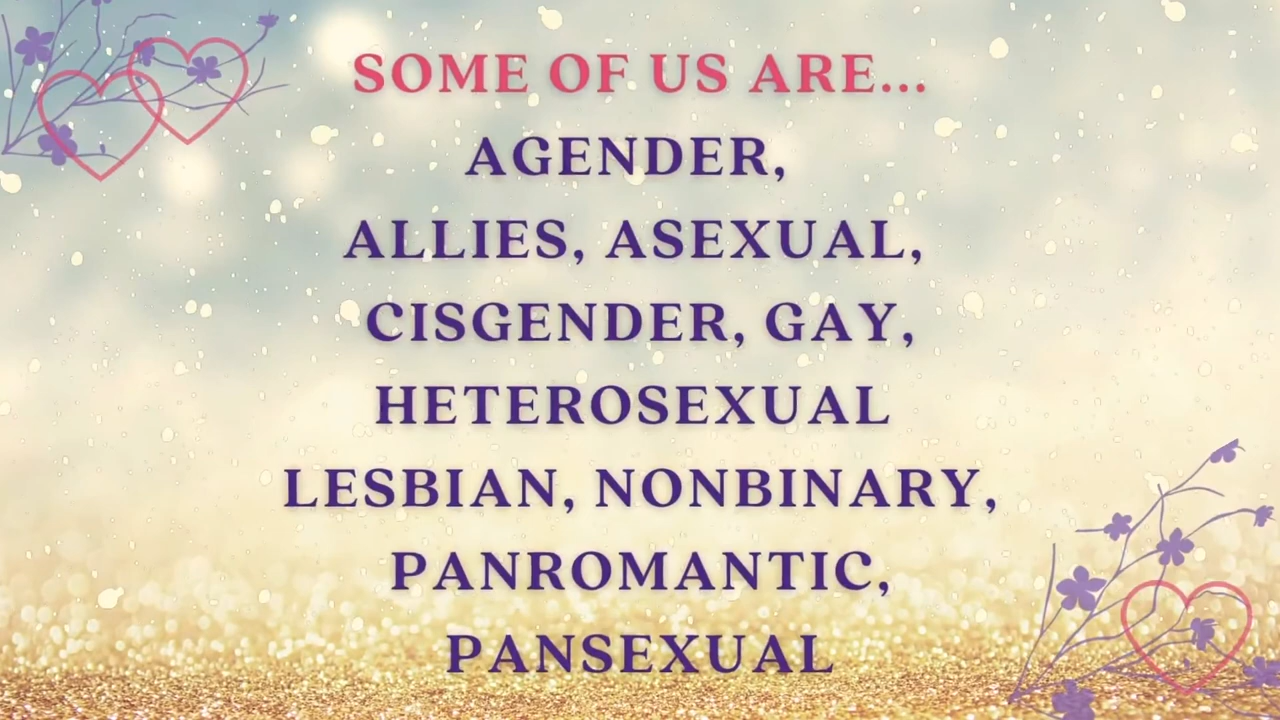 SOME OF US ARE...
AGENDER,
ALLIES, ASEXUAL,
CISGENDER, GAY,
HETEROSEXUAL
LESBIAN, NONBINARY,
PANROMANTIC,
PANSEXUAL